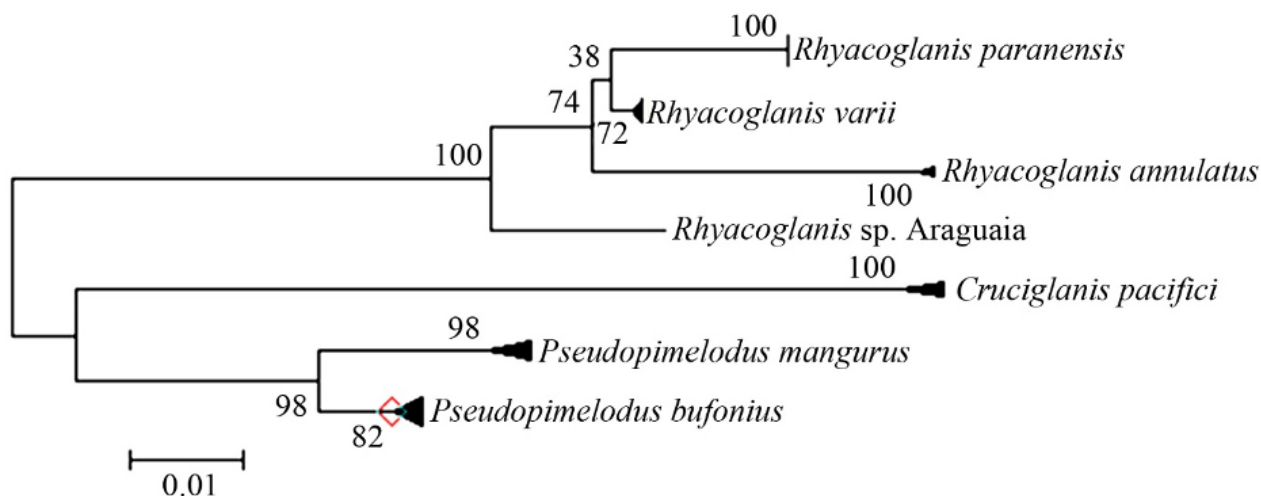 100
Rhyacoglanis paranensis
38
74
Rhyacoglanis varii
72
100
Rhyacoglanis annulatus
100
Rhyacoglanis sp. Araguaia
100
Cruciglanis pacifici
98
Pseudopimelodus mangurus
98
Pseudopimelodus bufonius
82
0.01